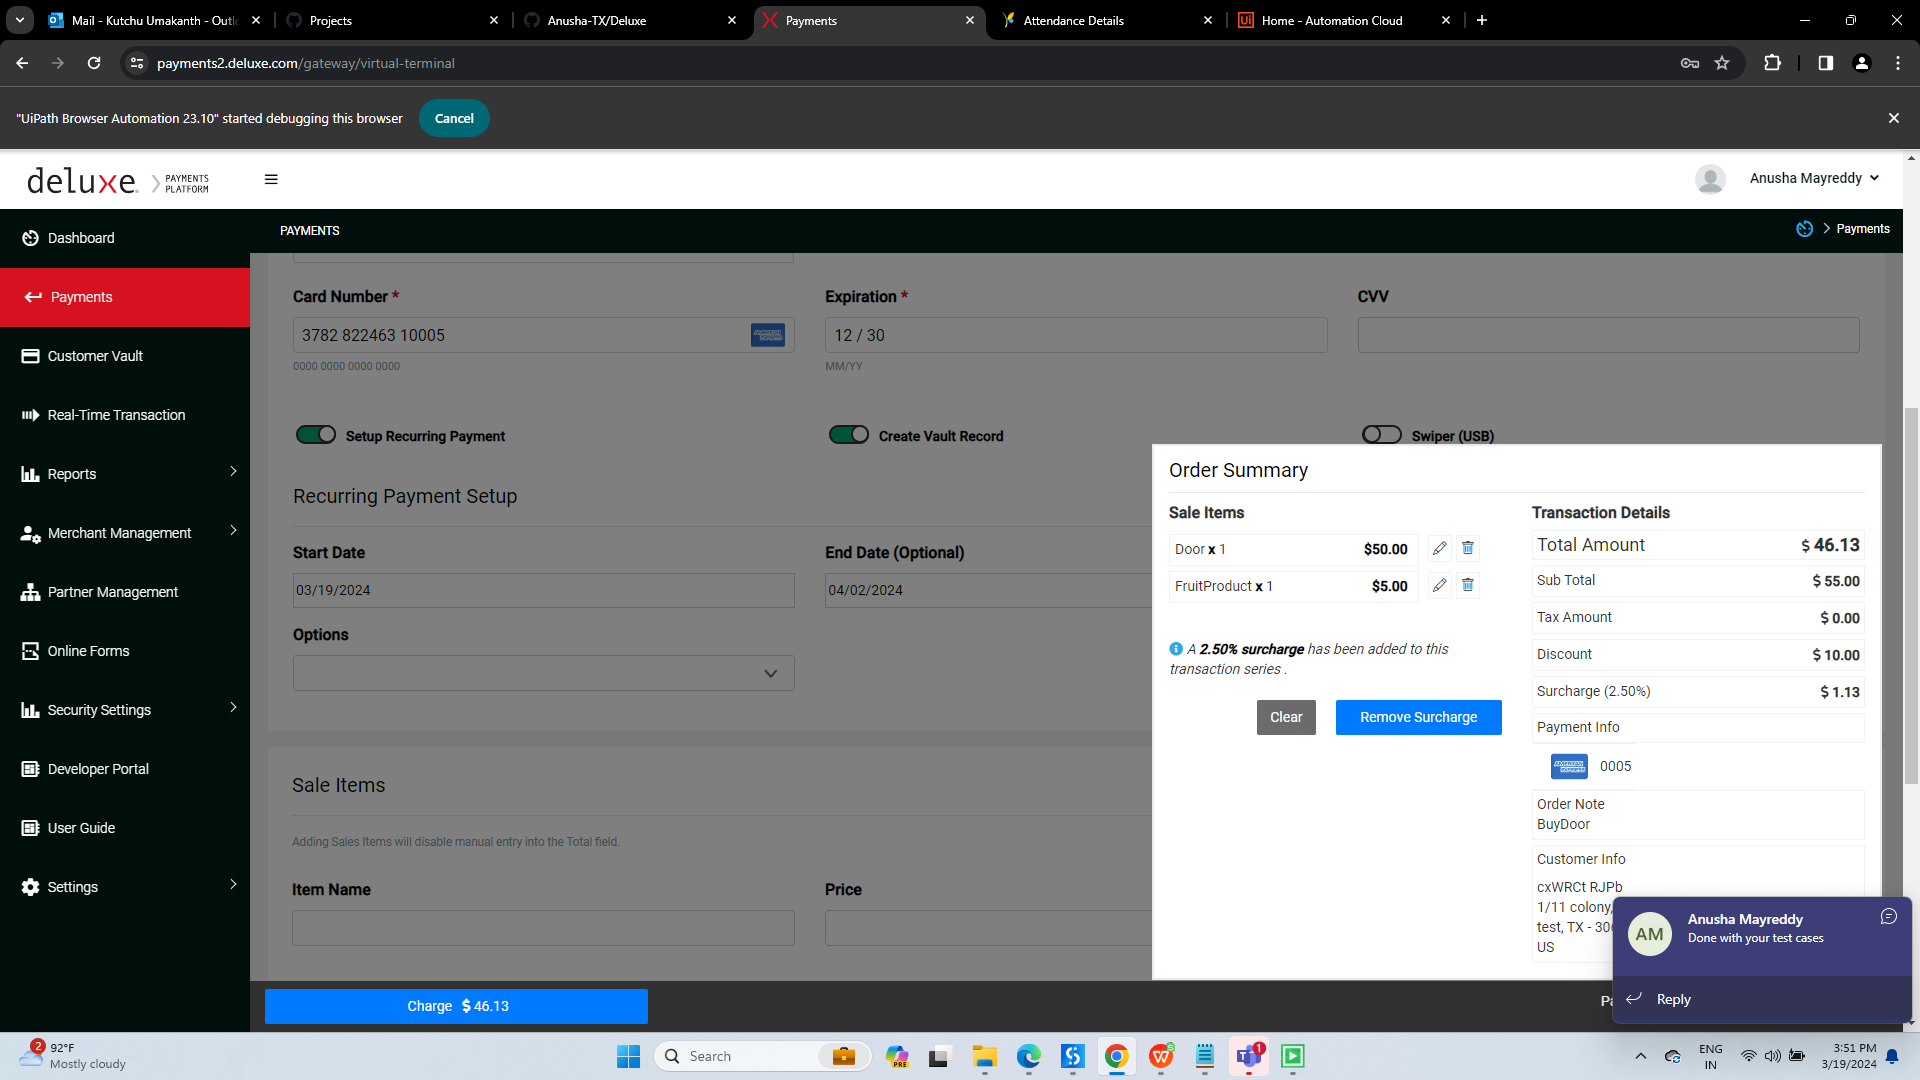 Mail - Kutchu Umakanth - Outl
Projects
Anusha-TX/Deluxe
Payments
Attendance Details
Home - Automation Cloud
payments2.deluxe.com/gateway/virtual-terminal
"UiPath Browser Automation 23.10" started debugging this browser
Cancel
deluxe.
PAYMENTS
PLATFORM
Anusha Mayreddy
Dashboard
Payments
Customer Vault
Real-Time Transaction
Reports
Merchant Management
Partner Management
Online Forms
Security Settings
Developer Portal
User Guide
Settings
PAYMENTS
Payments
Card Number *
Expiration *
CVV
3782 822463 10005
AMERICAN
EXPRESS
12 / 30
0000 0000 0000 0000
MM/YY
Setup Recurring Payment
Create Vault Record
Swiper (USB)
Recurring Payment Setup
Start Date
End Date (Optional)
03/19/2024
04/02/2024
Options
Sale Items
Adding Sales Items will disable manual entry into the Total field.
Item Name
Price
Charge $ 46.13
Order Summary
Sale Items
Door x 1 $50.00
FruitProduct x 1 $5.00
A 2.50% surcharge has been added to this
transaction series .
Clear
Remove Surcharge
Transaction Details
Total Amount $ 46.13
Sub Total $ 55.00
Tax Amount $ 0.00
Discount $ 10.00
Surcharge (2.50%) $ 1.13
Payment Info
AMERICAN
EXPRESS
0005
Order Note
BuyDoor
Customer Info
cxWRCt RJPb
1/11 colony,
test, TX - 30
US
AM
Anusha Mayreddy
Done with your test cases
Reply
2
92°F
Mostly cloudy
Search
PRE
1
ENG
IN
3:51 PM
3/19/2024